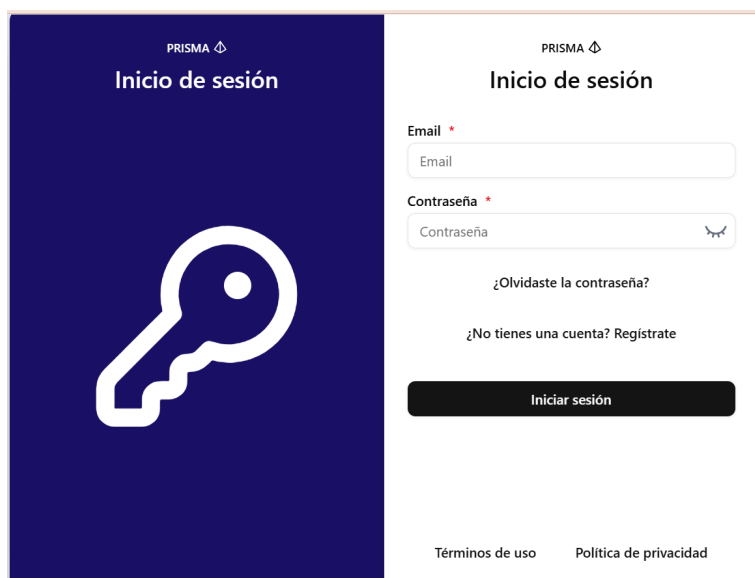 PRISMA
Inicio de sesión
PRISMA
Inicio de sesión
Email *
Email
Contraseña *
Contraseña
¿Olvidaste la contraseña?
¿No tienes una cuenta? Regístrate
Iniciar sesión
Términos de uso Política de privacidad